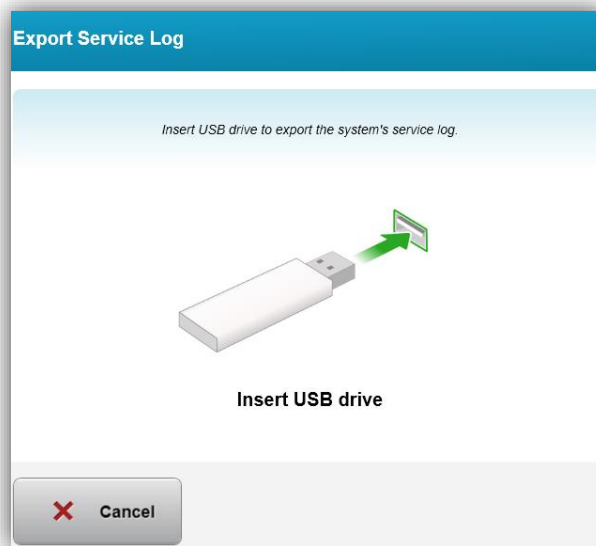 Export Service Log
Insert USB drive to export the system's service log.
Insert USB drive
Cancel